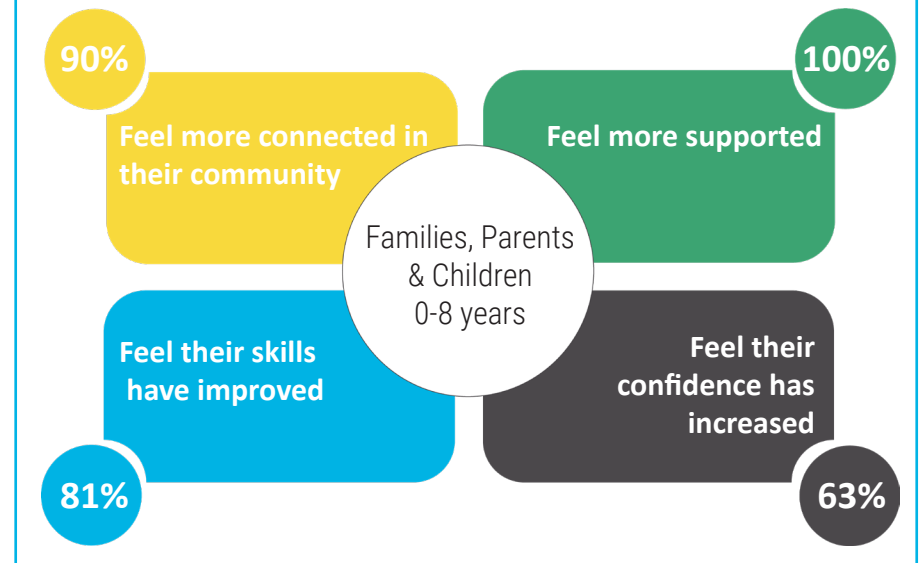 90%
Feel more connected in
their community
100%
Feel more supported
Families, Parents
& Children
0-8 years
Feel their skills
have improved
81%
Feel their
confidence has
increased
63%